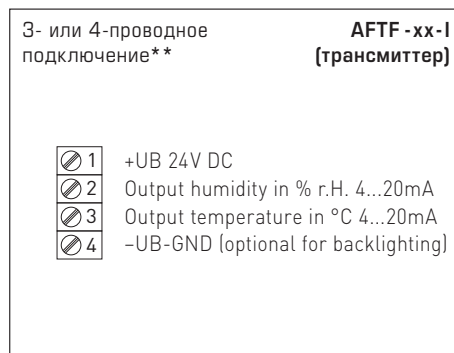 3- или 4-проводное
подключение**
AFTF -xx-I
(трансмиттер)
1 +UB 24V DC
2 Output humidity in % r.H. 4...20mA
3 Output temperature in °C 4...20mA
4 –UB-GND (optional for backlighting)